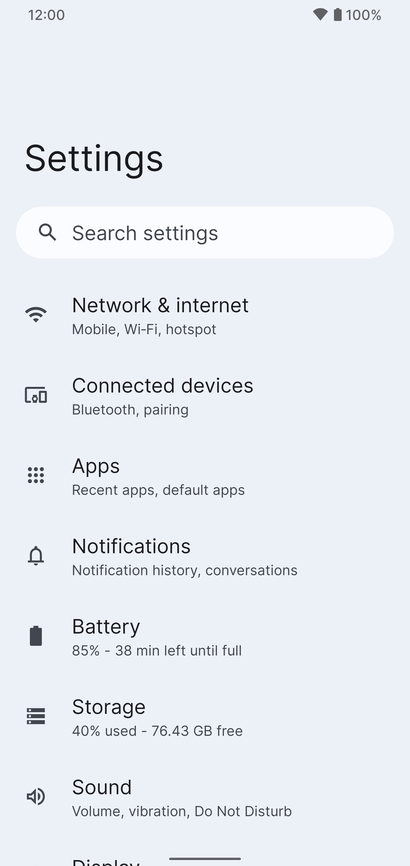 12:00
100%
Settings
Search settings
Network & internet
Mobile, Wi-Fi, hotspot
Connected devices
Bluetooth, pairing
Apps
Recent apps, default apps
Notifications
Notification history, conversations
Battery
85% - 38 min left until full
Storage
40% used - 76.43 GB free
Sound
Volume, vibration, Do Not Disturb
Display